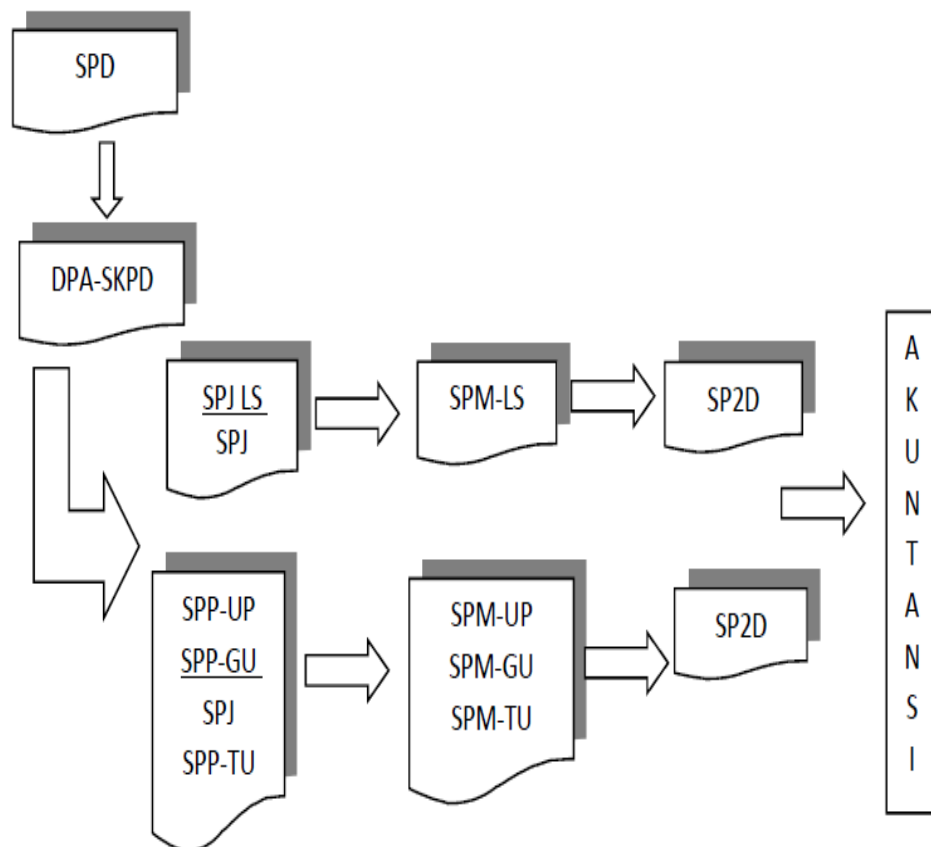 SPD
DPA-SKPD
SPJ LS
SPJ
SPM-LS
SP2D
SPP-UP
SPP-GU
SPJ
SPP-TU
SPM-UP
SPM-GU
SPM-TU
SP2D
A
K
U
N
T
A
N
S
I